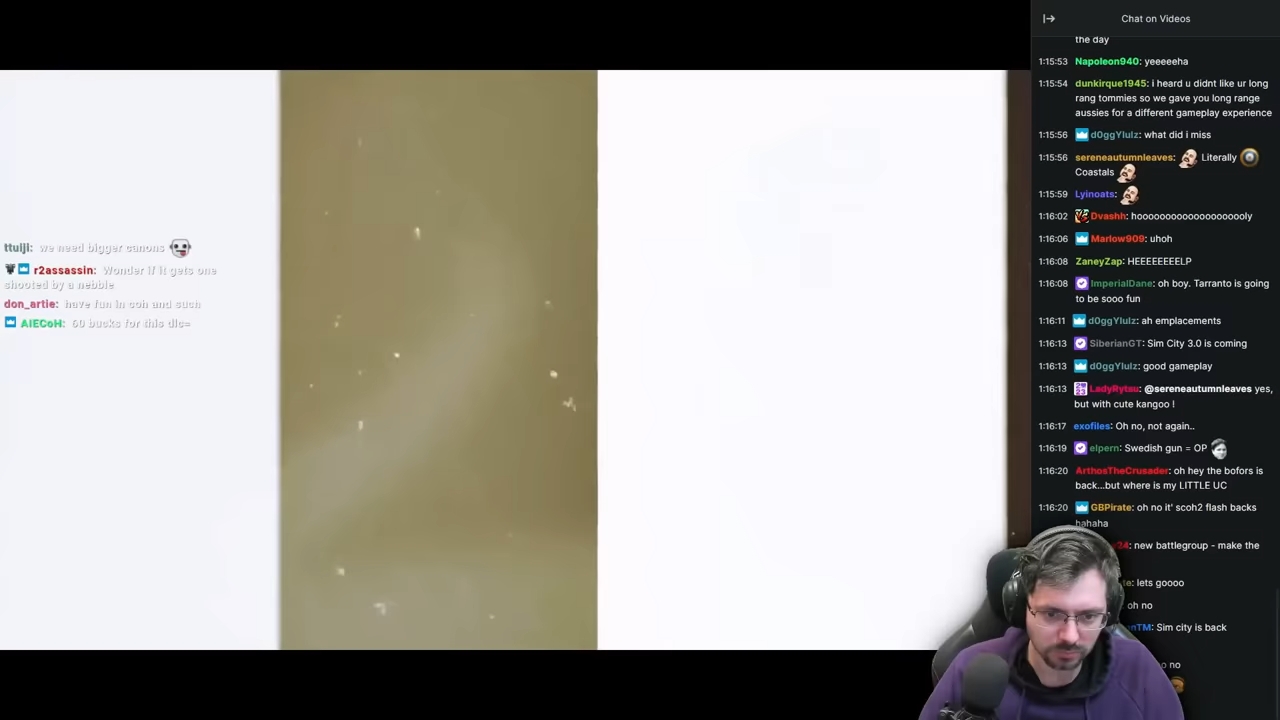 Chat on Videos
ttuiji: we need bigger canons
r2assassin: Wonder if it gets one
shooted by a nebble
don_artie: have fun in coh and such
AIECoH: 60 bucks for this dlc=
the day
1:15:53 Napoleon940: yeeeeeha
1:15:54 dunkirque1945: i heard u didnt like ur long
rang tommies so we gave you long range
aussies for a different gameplay experience
1:15:56 d0ggYlulz: what did i miss
1:15:56 sereneautumnleaves: Literally
Coastals
1:15:59 Lyinoats:
1:16:02 Dvashh: hooooooooooooooooooly
1:16:06 Marlow909: uhoh
1:16:08 ZaneyZap: HEEEEEEEELP
1:16:08 ImperialDane: oh boy. Tarranto is going
to be sooo fun
1:16:11 d0ggYlulz: ah emplacements
1:16:13 SiberianGT: Sim City 3.0 is coming
1:16:13 d0ggYlulz: good gameplay
1:16:13 LadyRytau: @sereneautumnleaves yes,
but with cute kangoo !
1:16:17 exofiles: Oh no, not again..
1:16:19 elpern: Swedish gun = OP
1:16:20 ArthosTheCrusader: oh hey the bofors is
back...but where is my LITTLE UC
1:16:20 GBPirate: oh no it' scoh2 flash backs
hahaha
24: new battlegroup - make the
te: lets goooo
oh no
nTM: Sim city is back
no